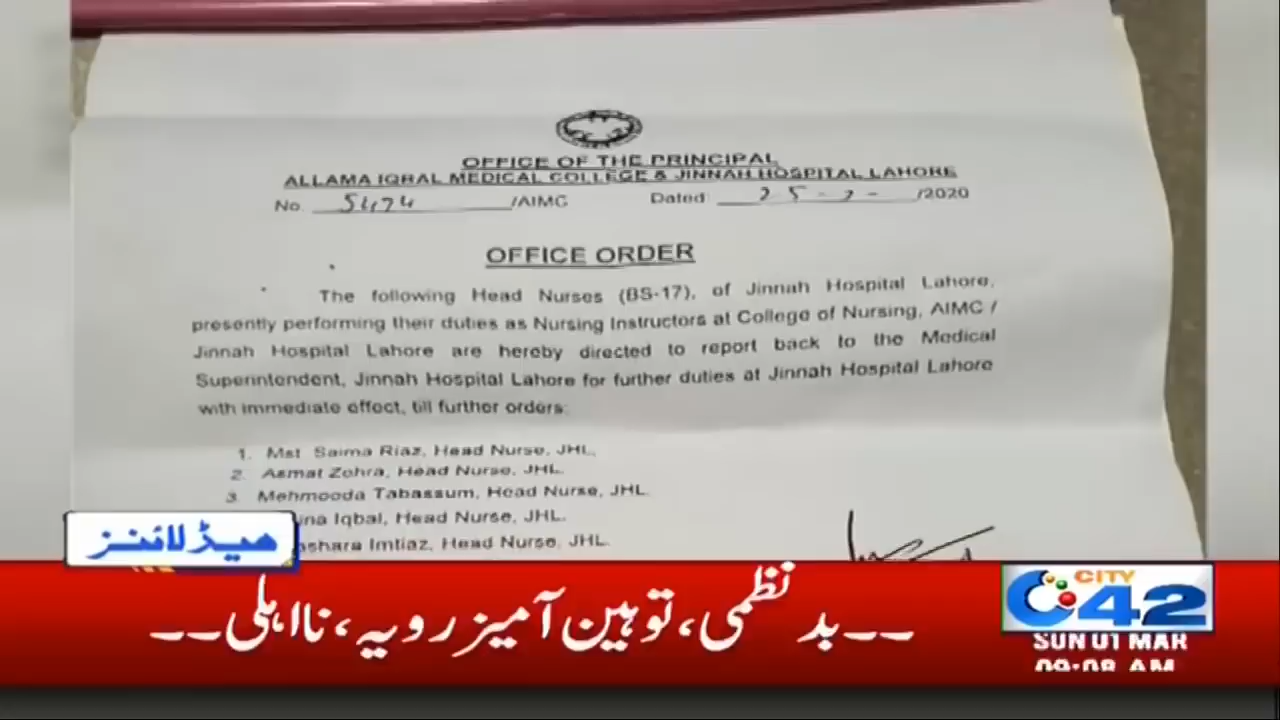 OFFICE OF THE PRINCIPAL
ALLAMA IQBAL MEDICAL COLLEGE & JINNAH HOSPITAL LAHORE
No. 5474 /AIMC Dated: 25-2- /2020
OFFICE ORDER
The following Head Nurses (BS-17), of Jinnah Hospital Lahore,
presently performing their duties as Nursing Instructors at College of Nursing, AIMC /
Jinnah Hospital Lahore are hereby directed to report back to the Medical
Superintendent, Jinnah Hospital Lahore for further duties at Jinnah Hospital Lahore
with immediate effect, till further orders:
1. Mst Saima Riaz, Head Nurse, JHL.
2. Asmat Zohra, Head Nurse, JHL.
3. Mehmooda Tabassum, Head Nurse, JHL.
Iqbal, Head Nurse, JHL.
Imtiaz, Head Nurse, JHL.
ہیڈلائنز
۔۔بدنظمی، توہین آمیز رویہ، نااہلی۔۔
CITY
42
SUN 01 MAR
09:08 AM